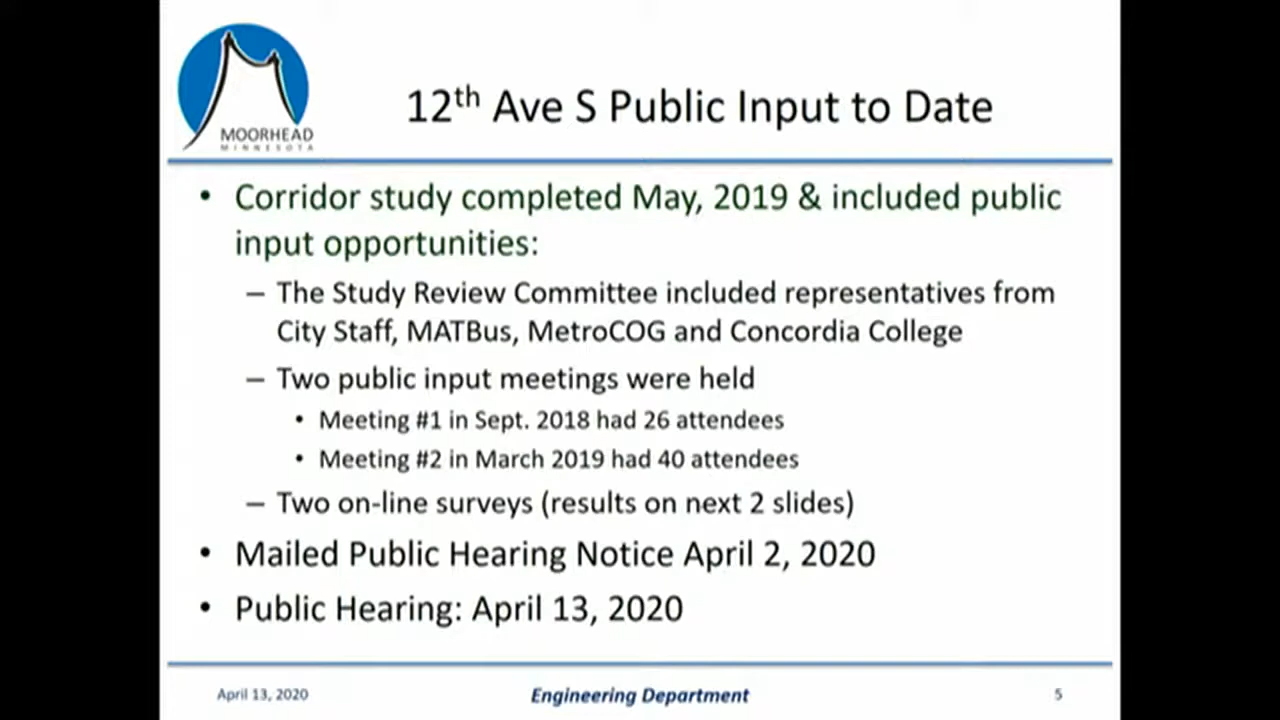 MOORHEAD
MINNESOTA
12th Ave S Public Input to Date
• Corridor study completed May, 2019 & included public
input opportunities:
– The Study Review Committee included representatives from
City Staff, MATBus, MetroCOG and Concordia College
– Two public input meetings were held
• Meeting #1 in Sept. 2018 had 26 attendees
• Meeting #2 in March 2019 had 40 attendees
– Two on-line surveys (results on next 2 slides)
• Mailed Public Hearing Notice April 2, 2020
• Public Hearing: April 13, 2020
April 13, 2020
Engineering Department
5